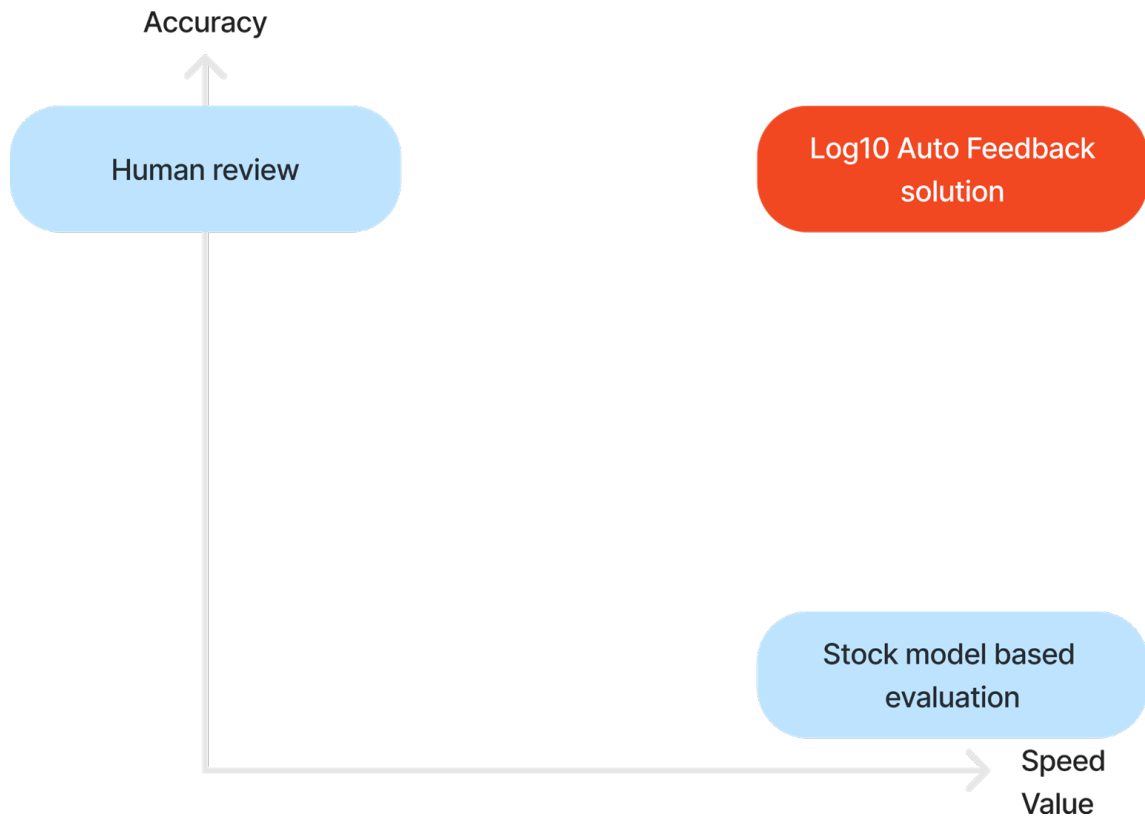 Accuracy
Human review
Log10 Auto Feedback
solution
Stock model based
evaluation
Speed
Value